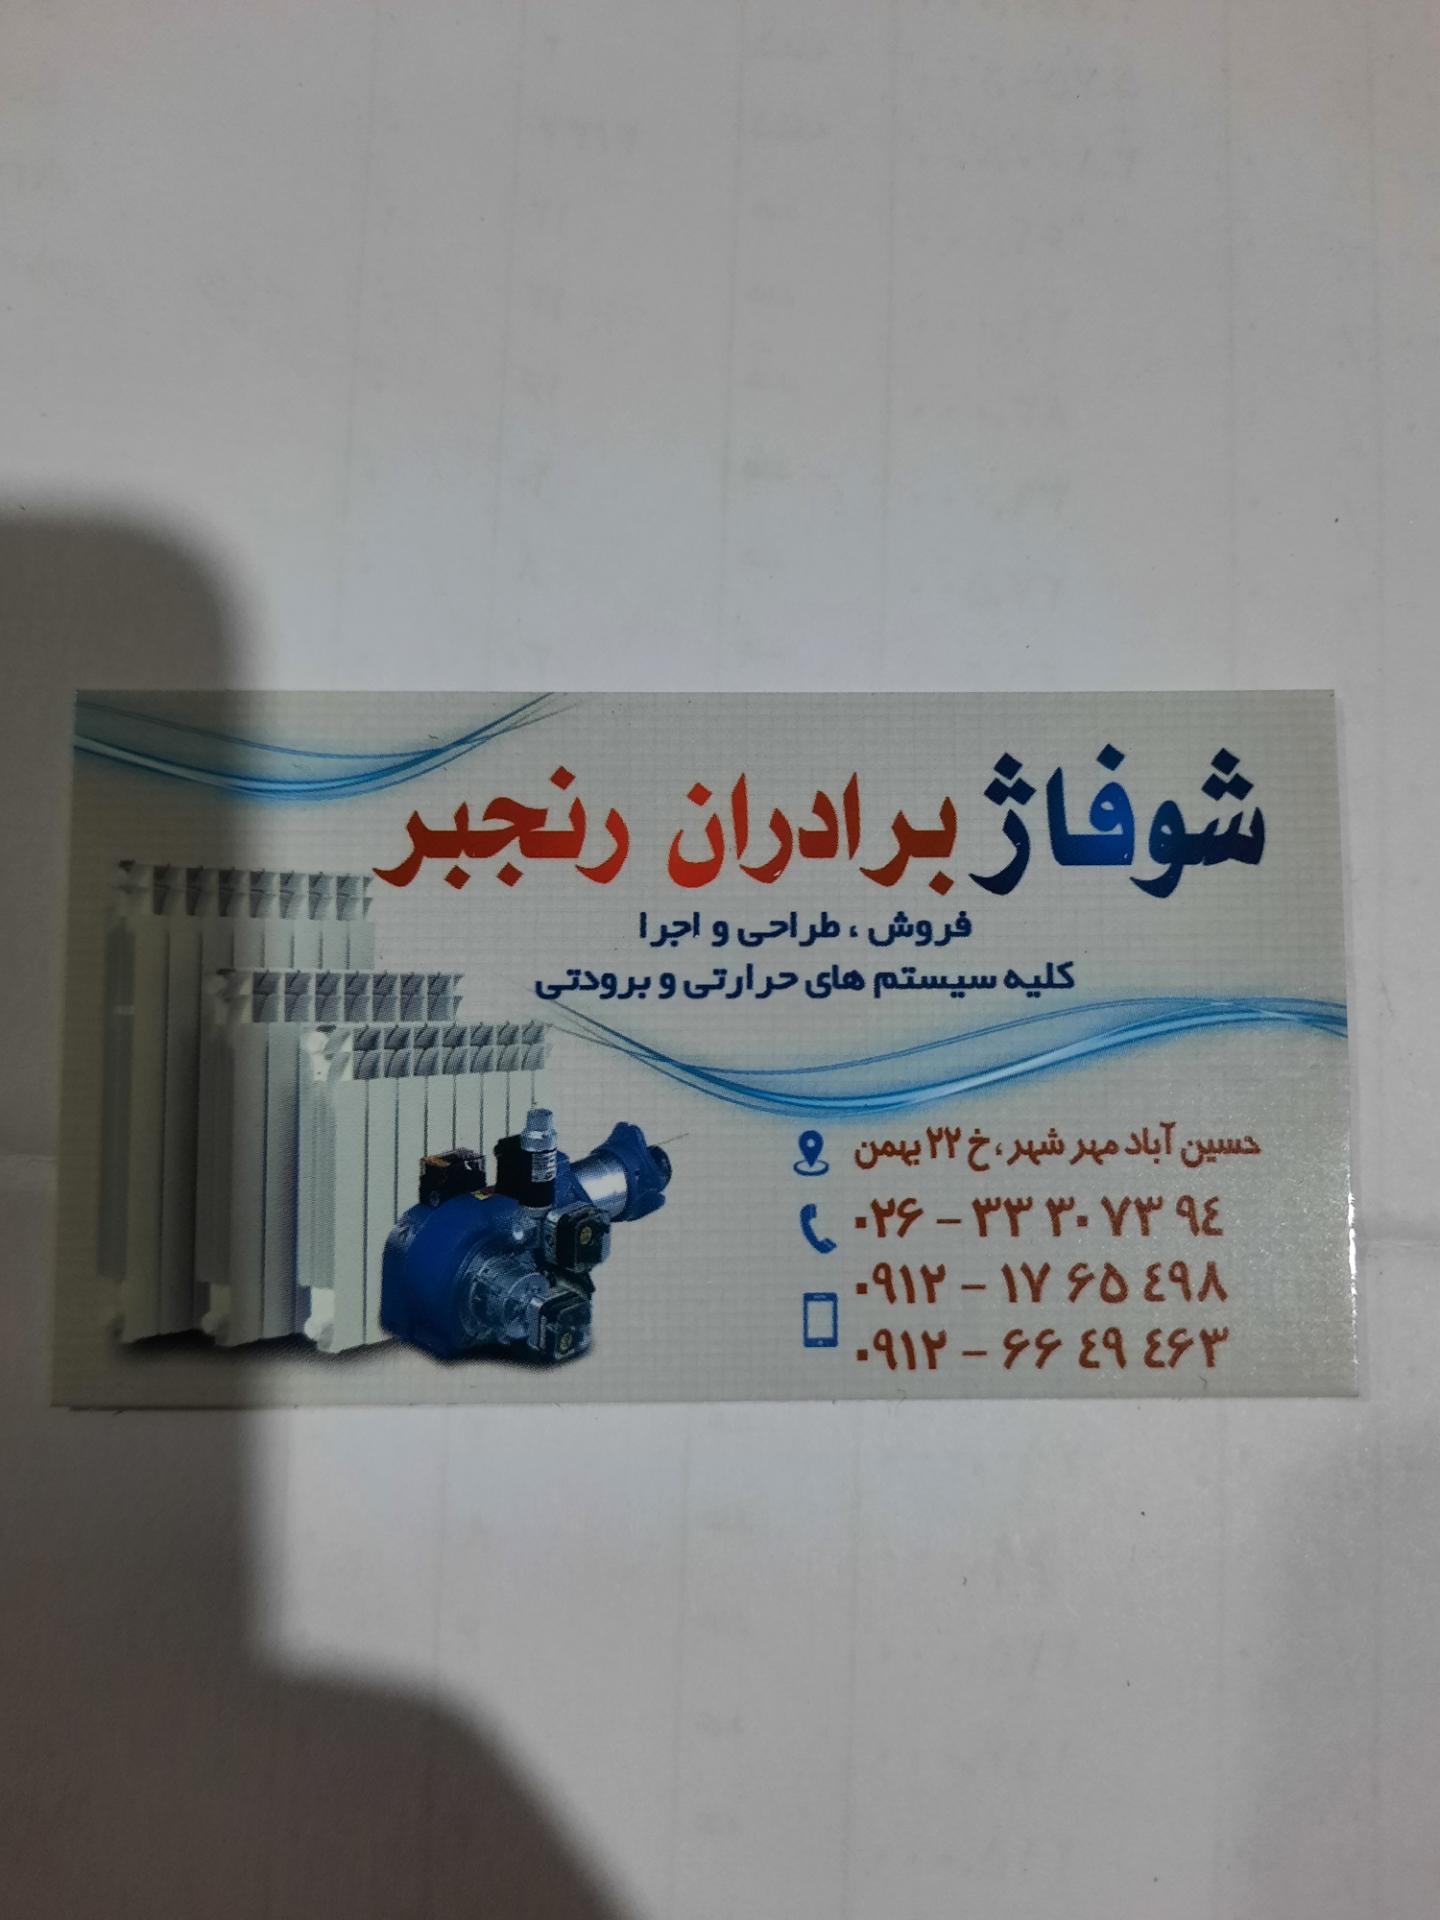 شوفاژ برادران رنجبر
فروش ، طراحی و اجرا
کلیه سیستم های حرارتی و برودتی
حسین آباد مهر شهر، خ ۲۲ بهمن
۰۲۶ - ۳۳ ۳۰ ۷۳ ۹۴
۰۹۱۲ - ۱۷ ۶۵ ۴۹۸
۰۹۱۲ - ۶۶ ۴۹ ۴۶۳